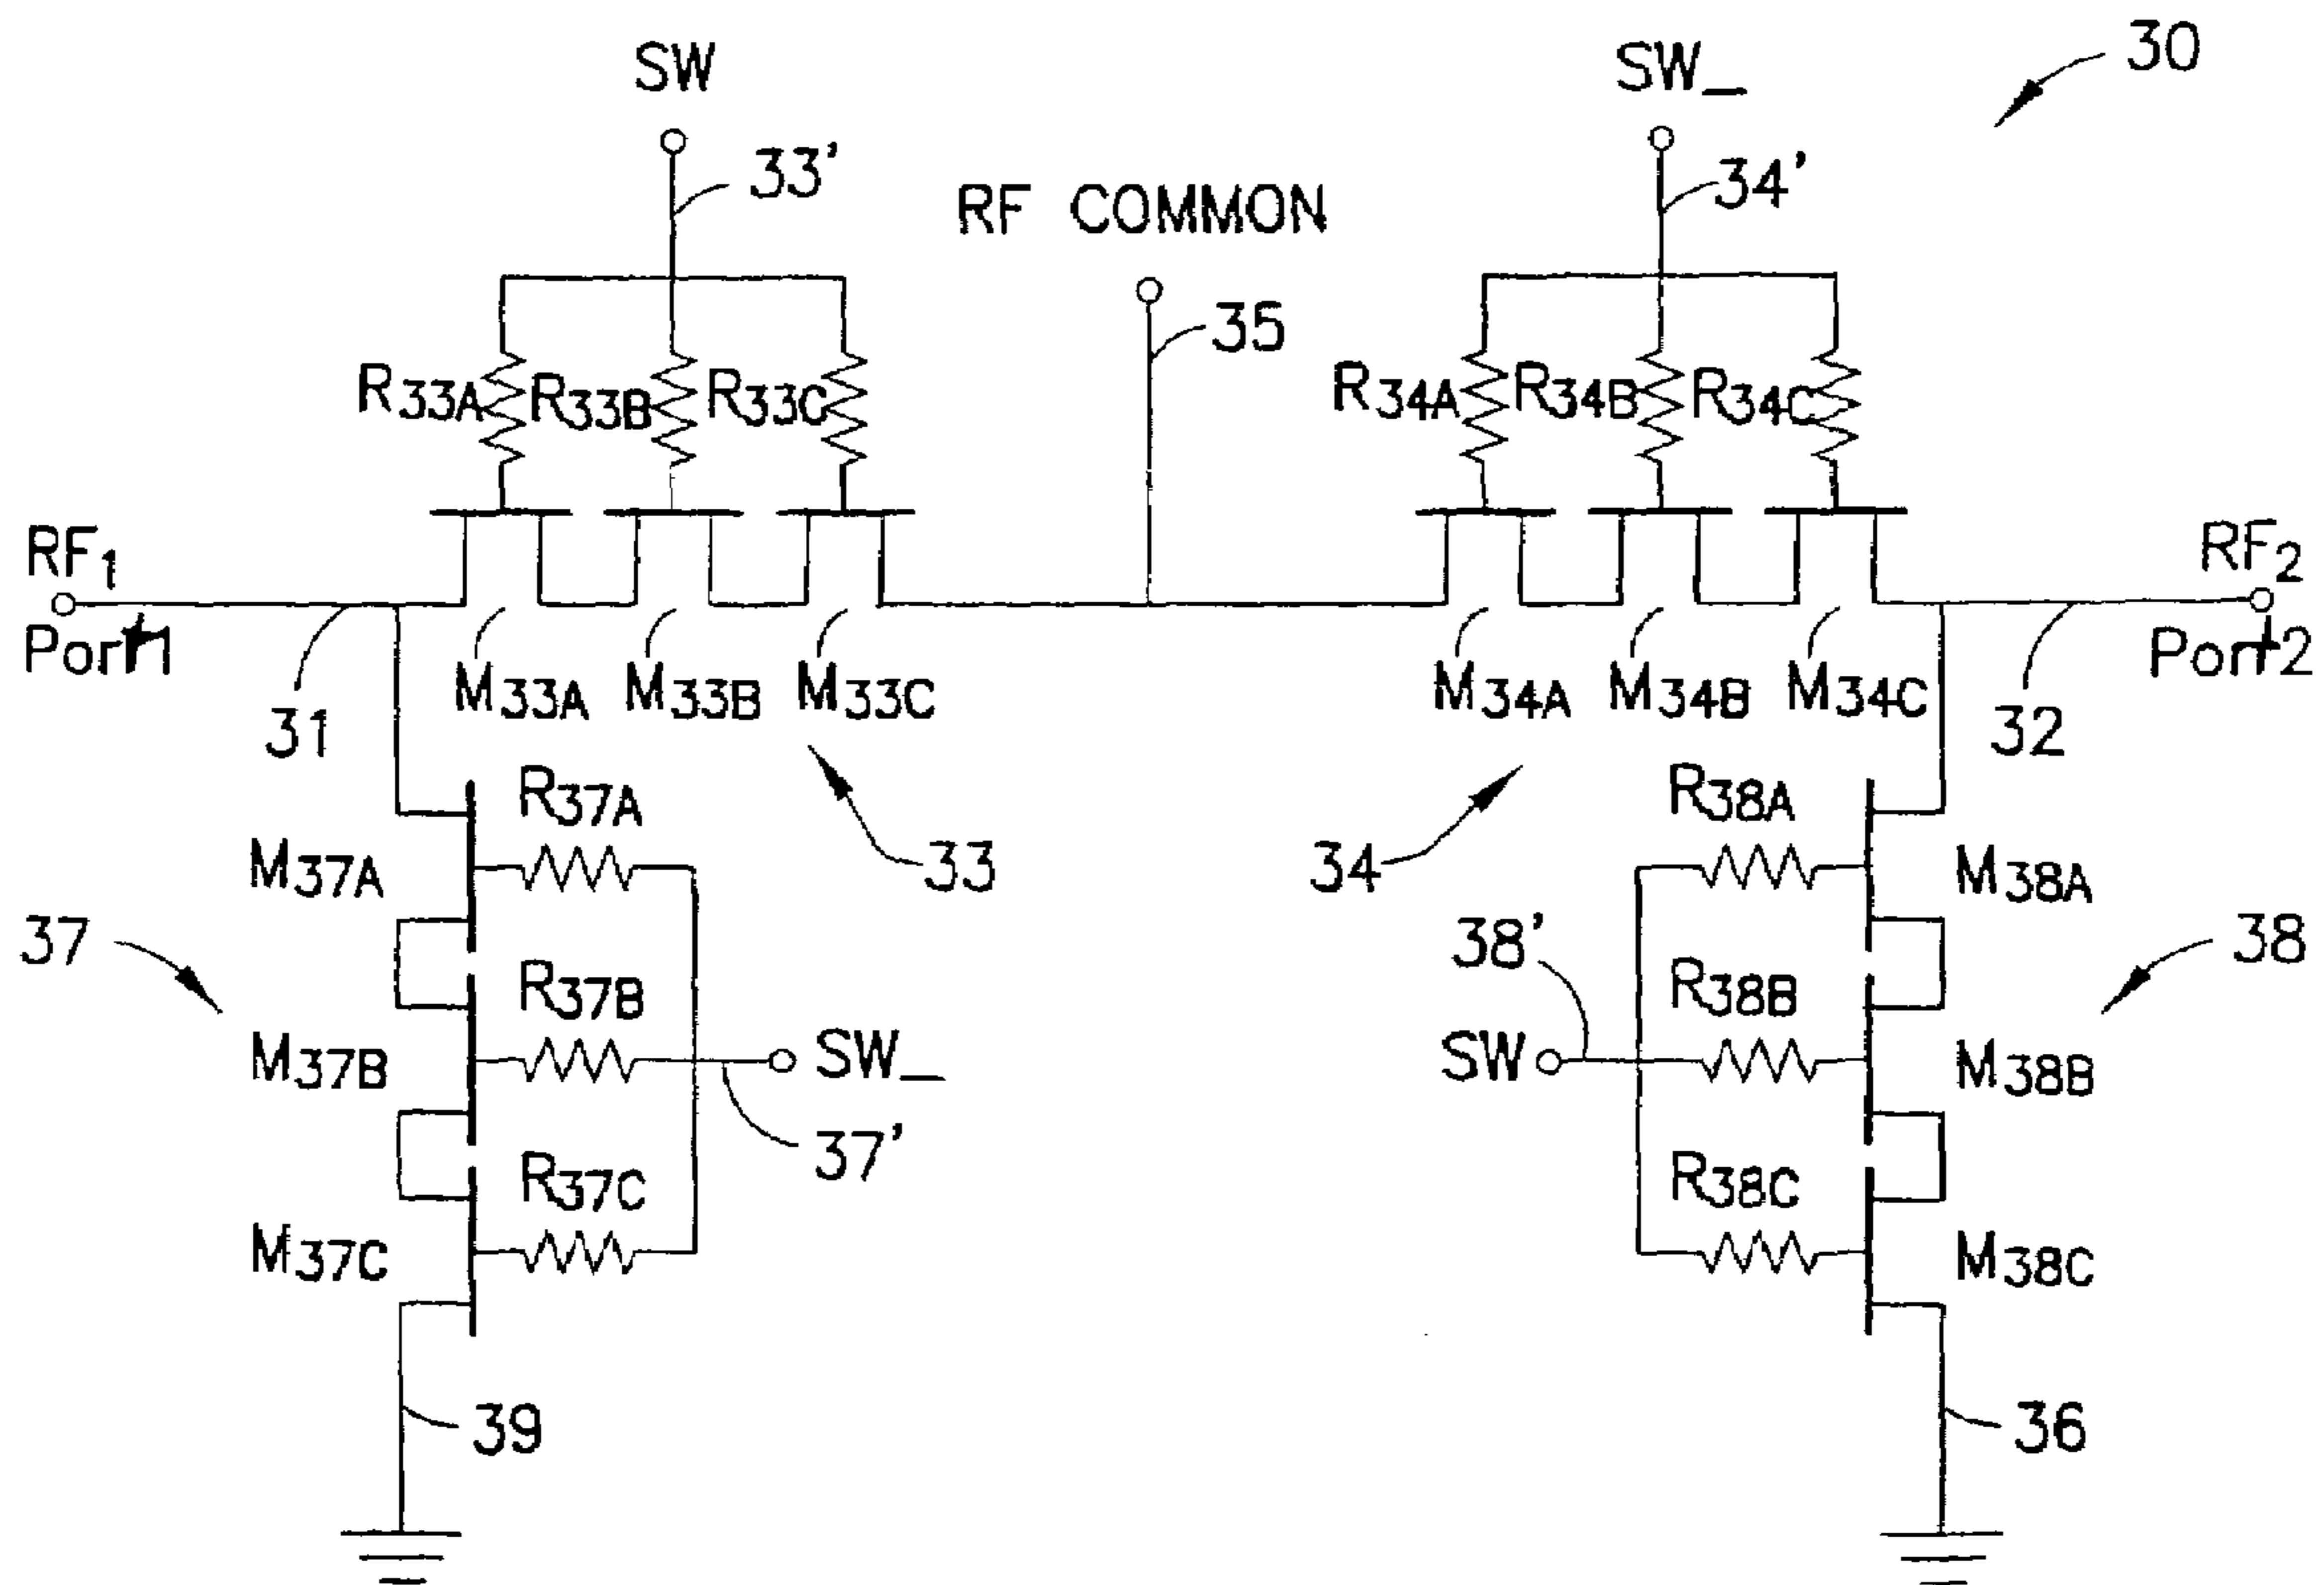 30
SW
SW_
33'
34'
RF COMMON
35
R33A
R33B
R33C
R34A
R34B
R34C
RF1
Port1
RF2
Port2
31
M33A
M33B
M33C
M34A
M34B
M34C
32
33
34
37
M37A
R37A
M37B
R37B
SW_
37'
M37C
R37C
39
R38A
M38A
38
38'
SW
R38B
M38B
R38C
M38C
36